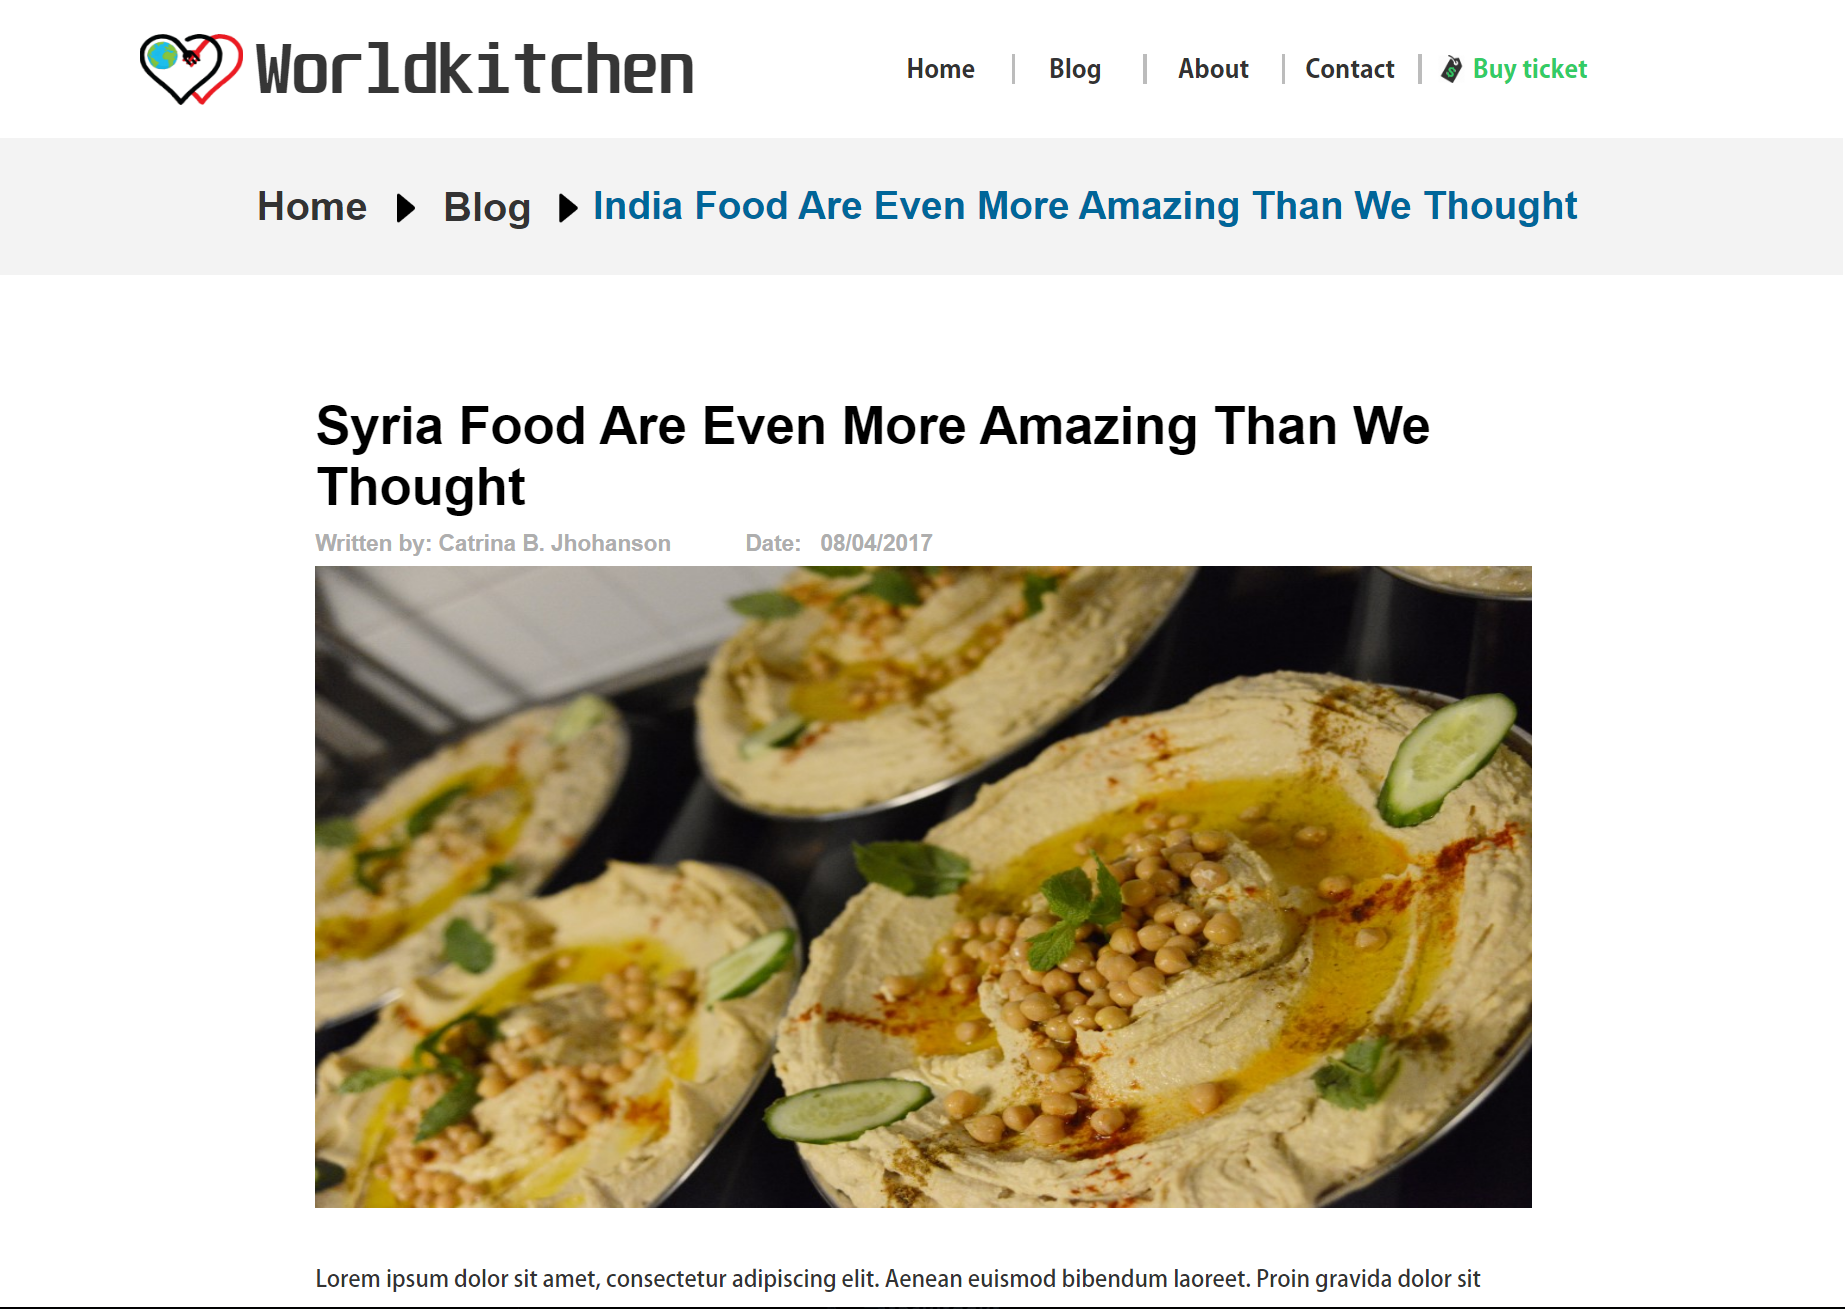 Worldkitchen
Home
Blog
About
Contact
Buy ticket
Home Blog India Food Are Even More Amazing Than We Thought
Syria Food Are Even More Amazing Than We
Thought
Written by: Catrina B. Jhohanson Date: 08/04/2017
Lorem ipsum dolor sit amet, consectetur adipiscing elit. Aenean euismod bibendum laoreet. Proin gravida dolor sit